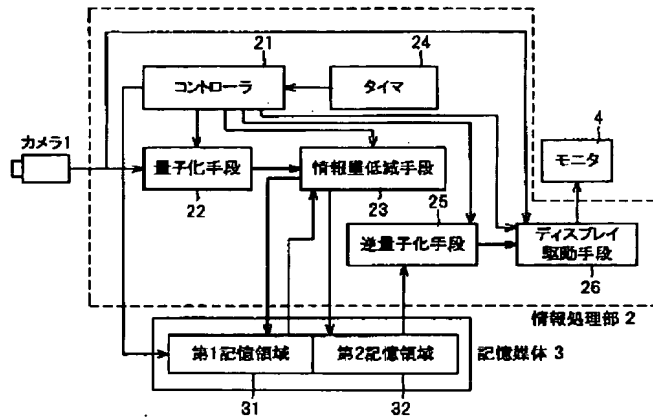 21
24
コントローラ
タイマ
カメラ1
4
モニタ
量子化手段
情報量低減手段
22
23
25
逆量子化手段
ディスプレイ
駆動手段
26
情報処理部 2
第1記憶領域
第2記憶領域
記憶媒体 3
31
32